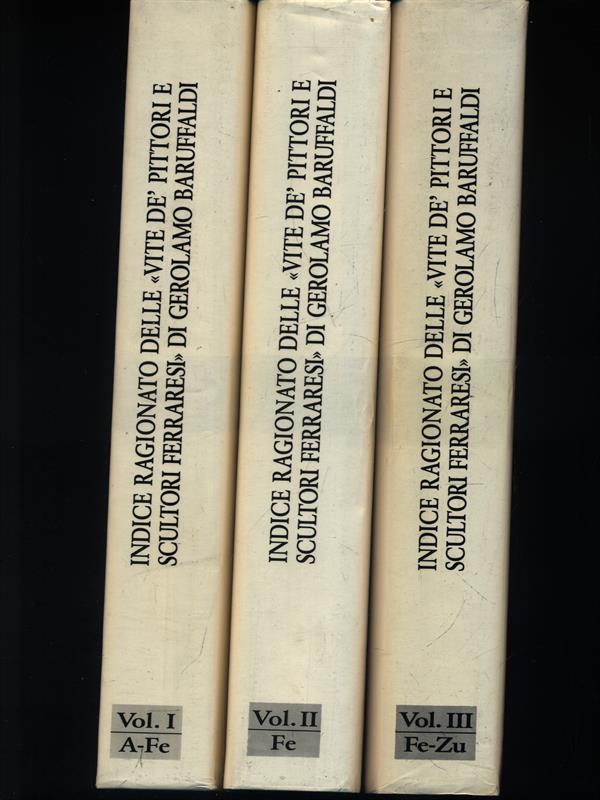 INDICE RAGIONATO DELLE «VITE DE' PITTORI E
SCULTORI FERRARESI» DI GEROLAMO BARUFFALDI
Vol. I
A-Fe
INDICE RAGIONATO DELLE «VITE DE' PITTORI E
SCULTORI FERRARESI» DI GEROLAMO BARUFFALDI
Vol. II
Fe
INDICE RAGIONATO DELLE «VITE DE' PITTORI E
SCULTORI FERRARESI» DI GEROLAMO BARUFFALDI
Vol. III
Fe-Zu